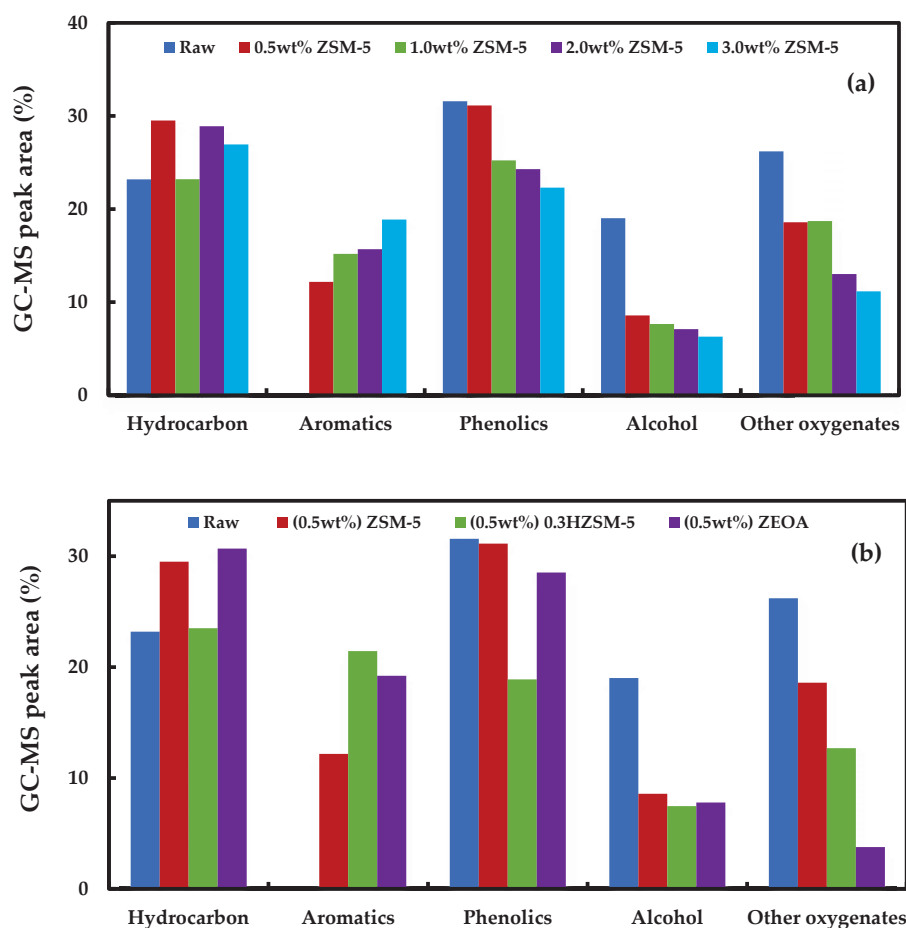 40
Raw 0.5wt% ZSM-5 1.0wt% ZSM-5 2.0wt% ZSM-5 3.0wt% ZSM-5
(a)
30
GC-MS peak area (%)
20
10
0
Hydrocarbon Aromatics Phenolics Alcohol Other oxygenates
Raw (0.5wt%) ZSM-5 (0.5wt%) 0.3HZSM-5 (0.5wt%) ZEOA
(b)
30
GC-MS peak area (%)
20
10
0
Hydrocarbon Aromatics Phenolics Alcohol Other oxygenates